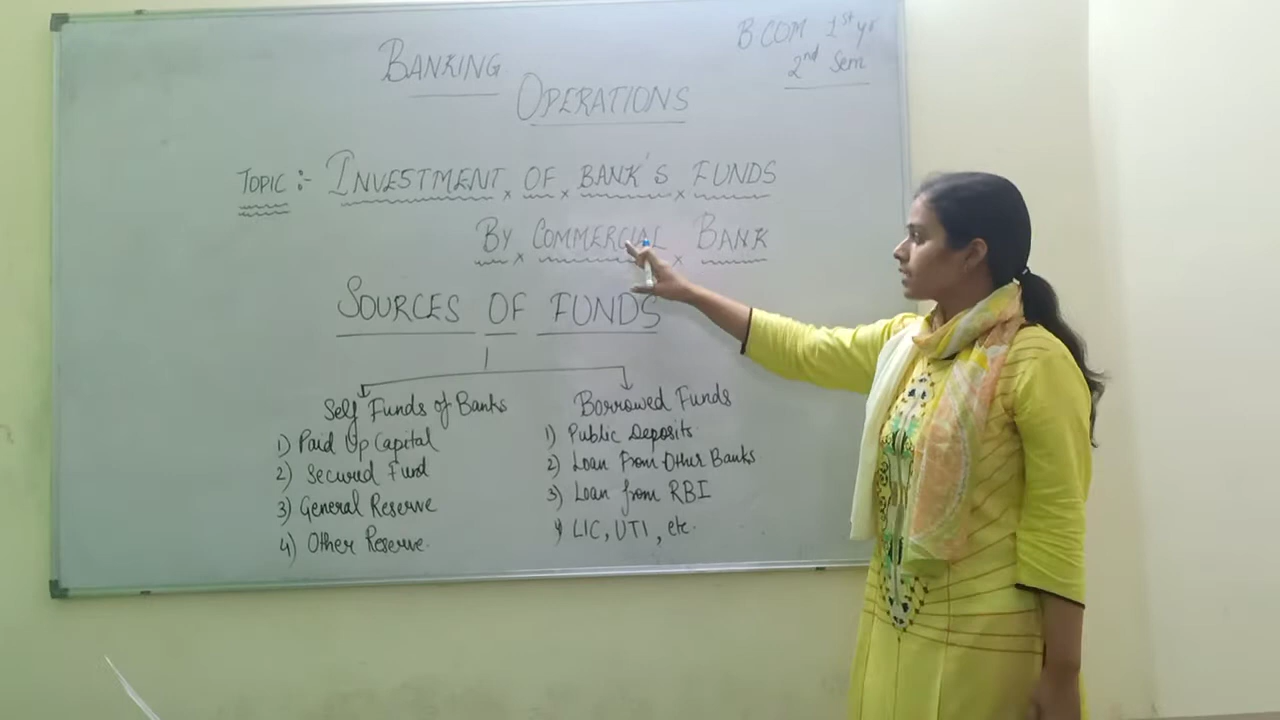 BANKING
OPERATIONS
B COM 1st yr
2nd Sem
TOPIC :- INVESTMENT OF BANK'S FUNDS
BY COMMERCIAL BANK
SOURCES OF FUNDS
Self Funds of Banks
1) Paid Up Capital
2) Secured Fund
3) General Reserve
4) Other Reserve.
Borrowed Funds
1) Public Deposits
2) Loan From Other Banks
3) Loan from RBI
4) LIC, UTI, etc.